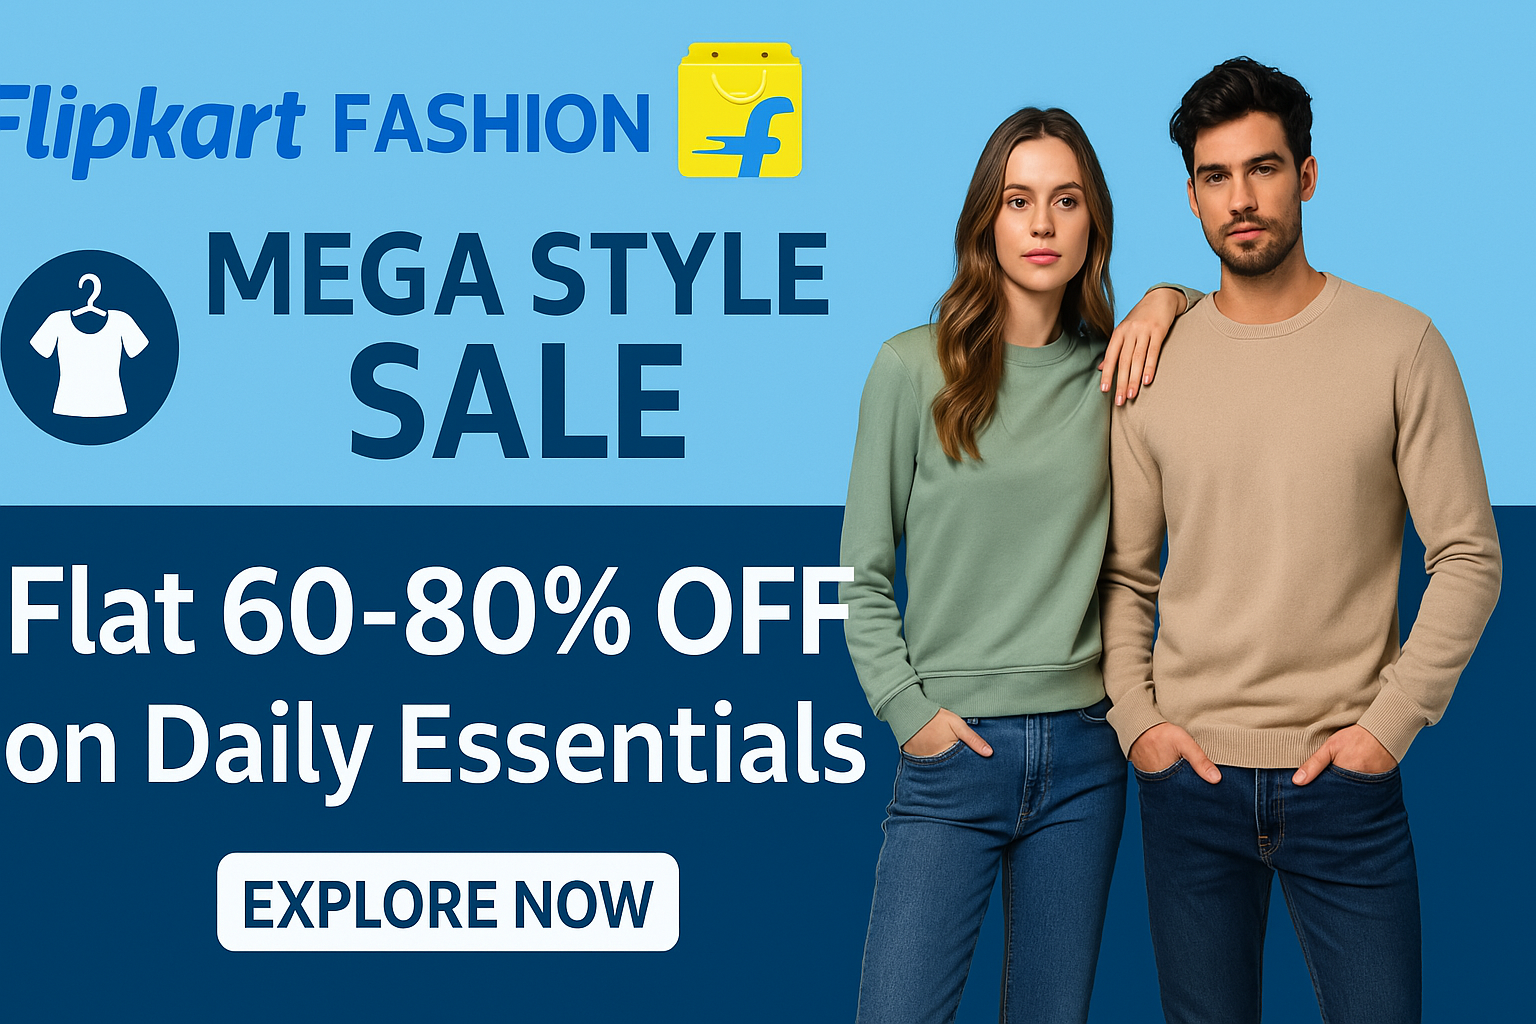 Flipkart FASHION
MEGA STYLE
SALE
Flat 60-80% OFF
on Daily Essentials
EXPLORE NOW